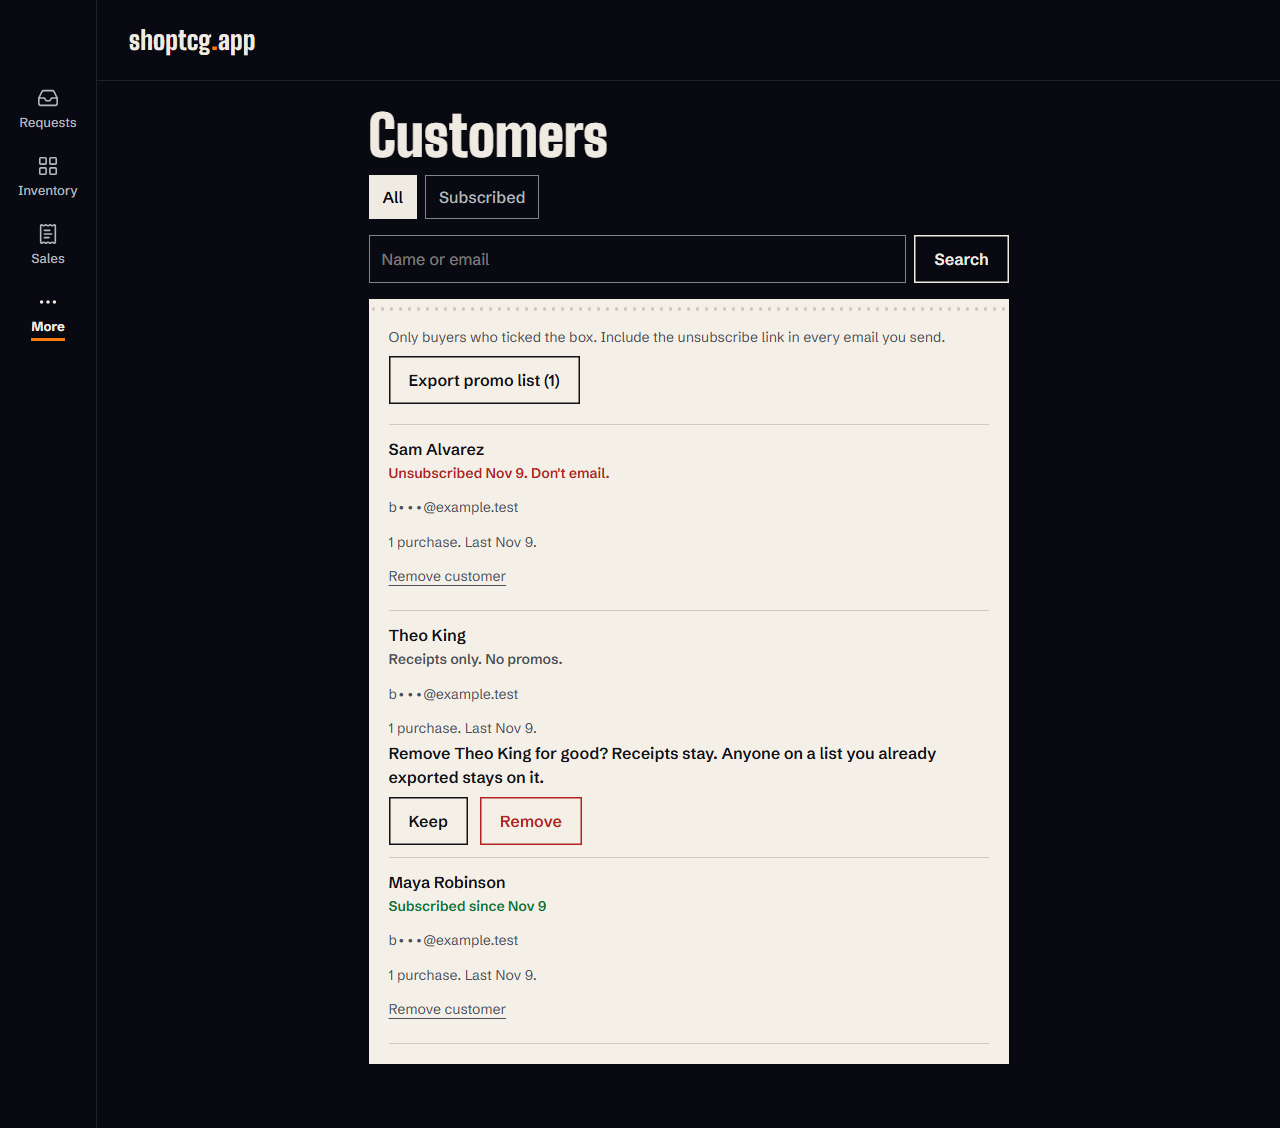 shoptcg.app
Requests
Inventory
Sales
More
Customers
All
Subscribed
Name or email
Search
Only buyers who ticked the box. Include the unsubscribe link in every email you send.
Export promo list (1)
Sam Alvarez
Unsubscribed Nov 9. Don't email.
b•••@example.test
1 purchase. Last Nov 9.
Remove customer
Theo King
Receipts only. No promos.
b•••@example.test
1 purchase. Last Nov 9.
Remove Theo King for good? Receipts stay. Anyone on a list you already
exported stays on it.
Keep
Remove
Maya Robinson
Subscribed since Nov 9
b•••@example.test
1 purchase. Last Nov 9.
Remove customer